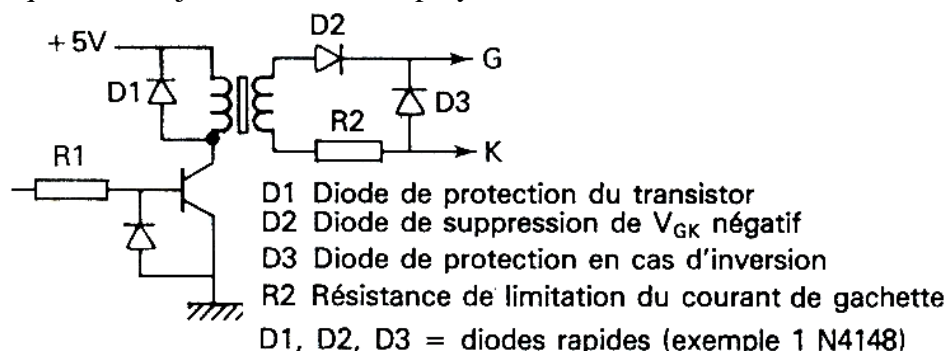 D2
+ 5V
G
D1
D3
R2
R1
K
D1 Diode de protection du transistor
D2 Diode de suppression de VGK négatif
D3 Diode de protection en cas d'inversion
R2 Résistance de limitation du courant de gachette
D1, D2, D3 = diodes rapides (exemple 1 N4148)